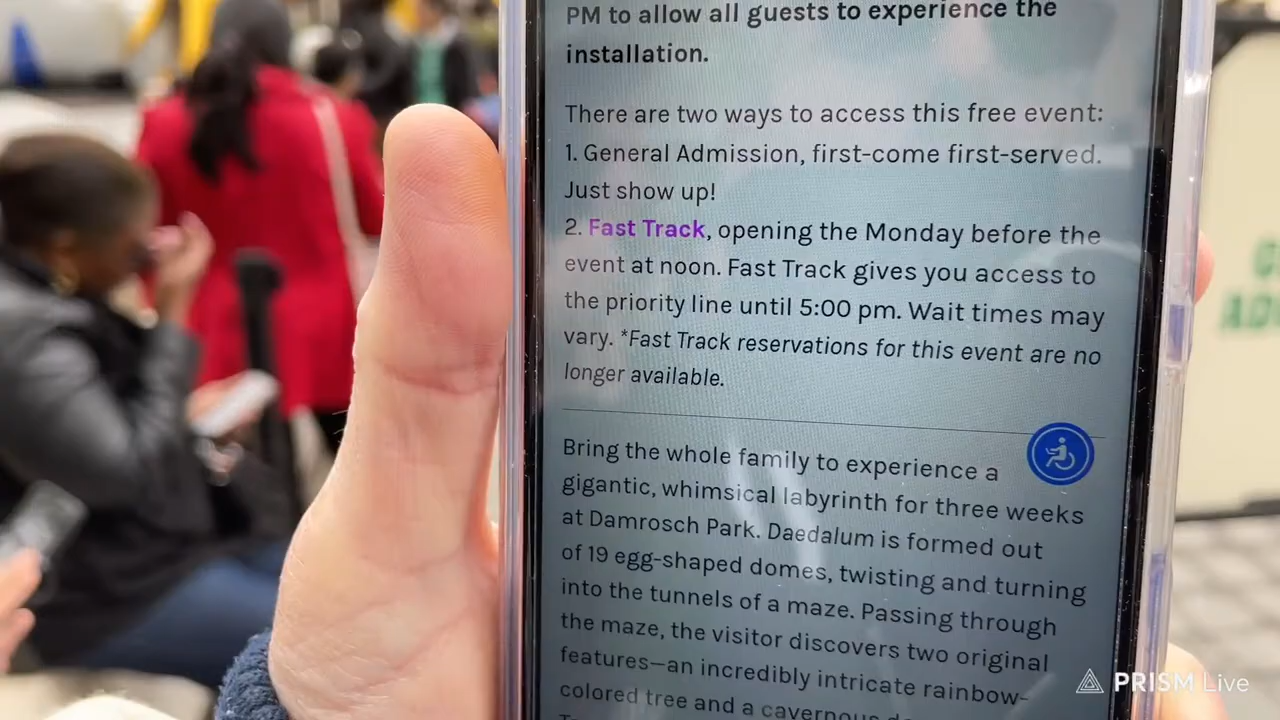 PM to allow all guests to experience the
installation.
There are two ways to access this free event:
1. General Admission, first-come first-served.
Just show up!
2. Fast Track, opening the Monday before the
event at noon. Fast Track gives you access to
the priority line until 5:00 pm. Wait times may
vary. *Fast Track reservations for this event are no
longer available.
Bring the whole family to experience a
gigantic, whimsical labyrinth for three weeks
at Damrosch Park. Daedalum is formed out
of 19 egg-shaped domes, twisting and turning
into the tunnels of a maze. Passing through
the maze, the visitor discovers two original
features—an incredibly intricate rainbow-
colored tree and a cavernous
PRISM Live